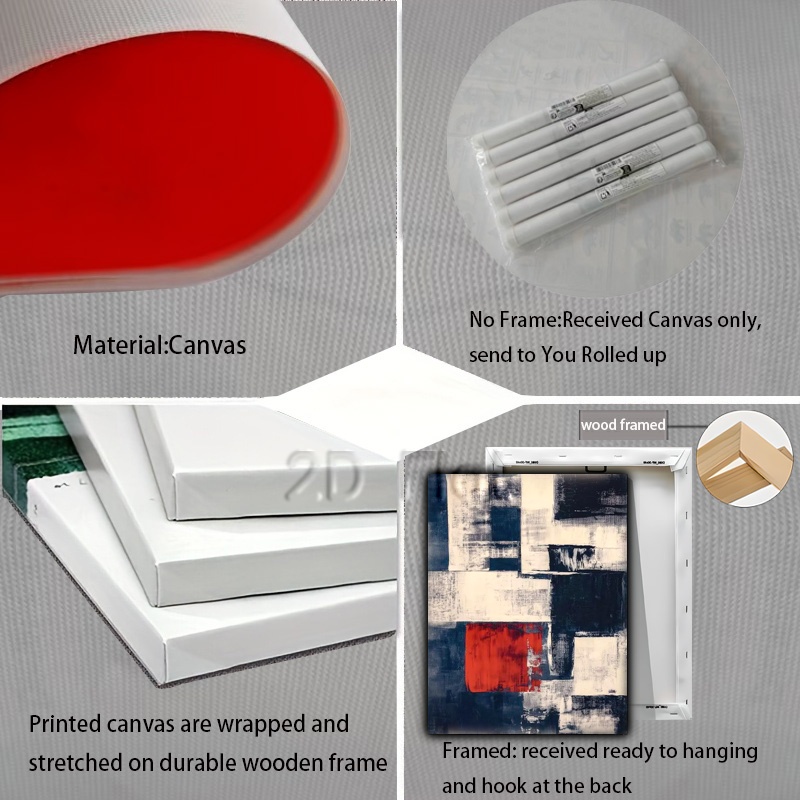 Material:Canvas
No Frame:Received Canvas only,
send to You Rolled up
wood framed
2D
Printed canvas are wrapped and
stretched on durable wooden frame
Framed: received ready to hanging
and hook at the back